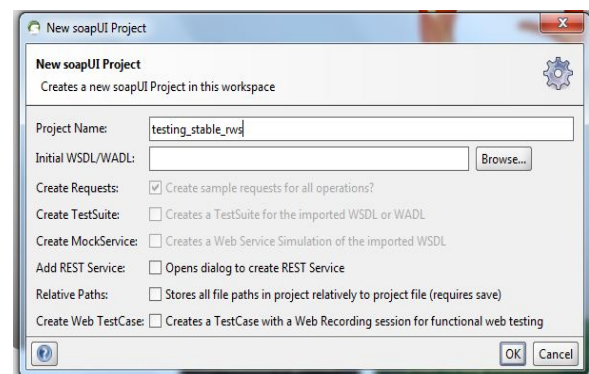 New soapUI Project
New soapUI Project
Creates a new soapUI Project in this workspace
Project Name: testing_stable_rws
Initial WSDL/WADL: Browse...
Create Requests: Create sample requests for all operations?
Create TestSuite: Creates a TestSuite for the imported WSDL or WADL
Create MockService: Creates a Web Service Simulation of the imported WSDL
Add REST Service: Opens dialog to create REST Service
Relative Paths: Stores all file paths in project relatively to project file (requires save)
Create Web TestCase: Creates a TestCase with a Web Recording session for functional web testing
OK Cancel